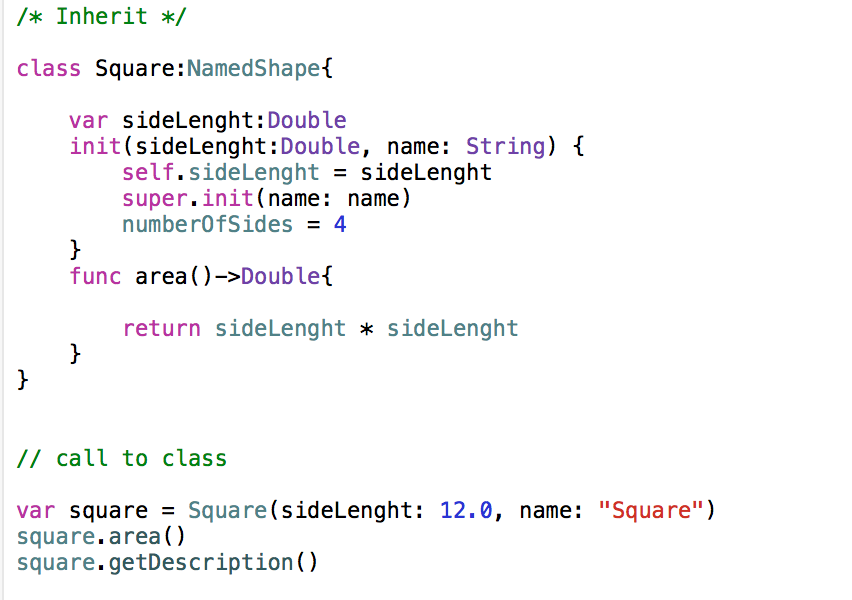 /* Inherit */
class Square:NamedShape{
var sideLenght:Double
init(sideLenght:Double, name: String) {
self.sideLenght = sideLenght
super.init(name: name)
numberOfSides = 4
}
func area()->Double{
return sideLenght * sideLenght
}
}
// call to class
var square = Square(sideLenght: 12.0, name: "Square")
square.area()
square.getDescription()